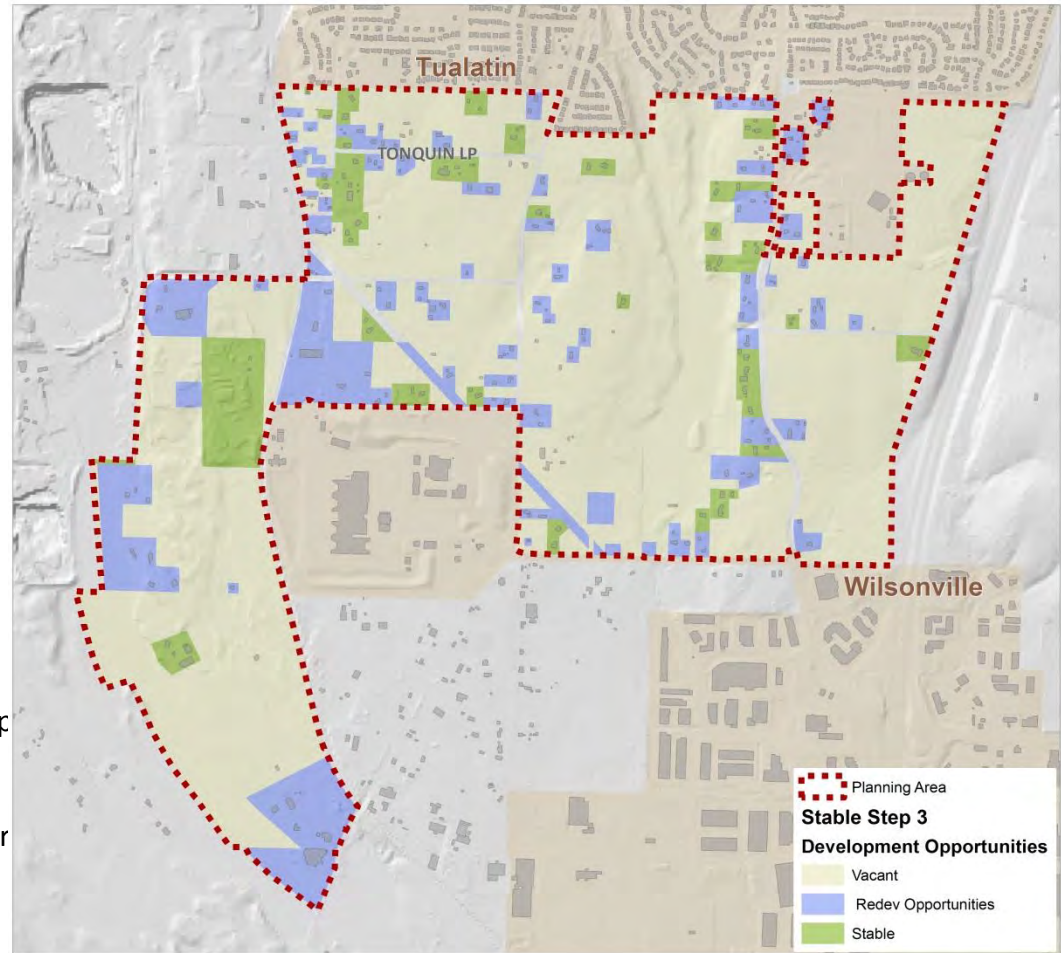 Tualatin
TONQUIN LP
Wilsonville
p
r
Planning Area
Stable Step 3
Development Opportunities
Vacant
Redev Opportunities
Stable